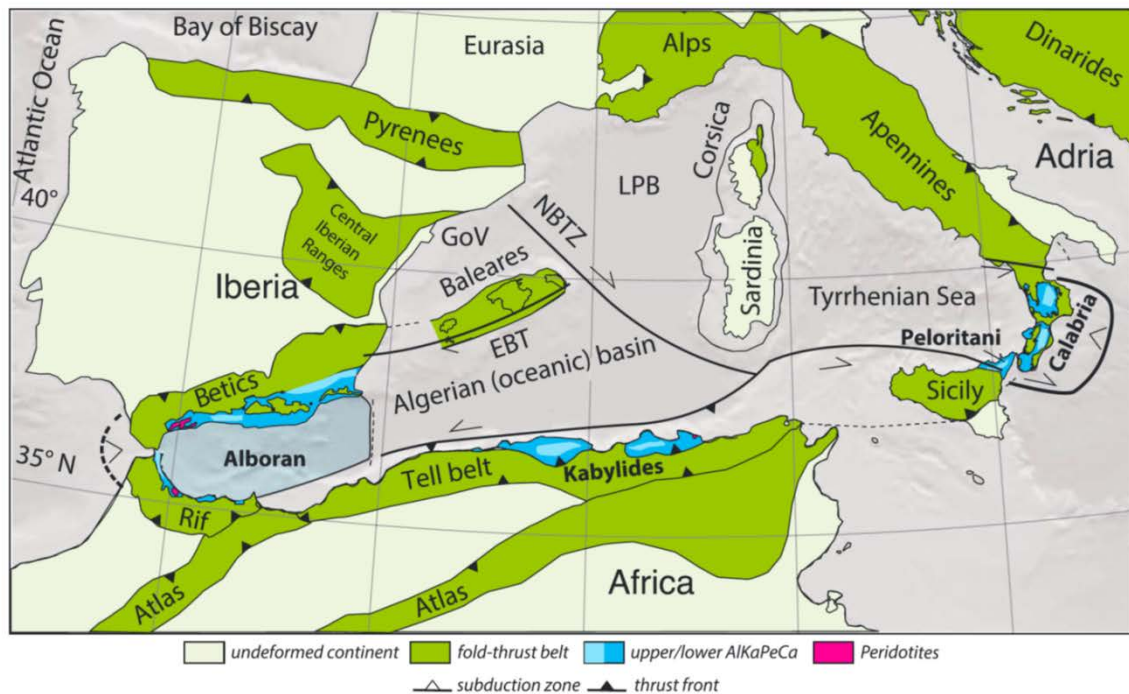 Bay of Biscay
Eurasia
Alps
Dinarides
Atlantic Ocean
Pyrenees
Corsica
Apennines
Adria
40°
LPB
NBTZ
Central
Iberian
Ranges
GoV
Baleares
Iberia
Sardinia
Tyrrhenian Sea
EBT
Peloritani
Calabria
Betics
Algerian (oceanic) basin
Sicily
35° N
Alboran
Tell belt
Kabylides
Rif
Atlas
Atlas
Africa
undeformed continent fold-thrust belt upper/lower AlKaPeCa Peridotites
subduction zone thrust front